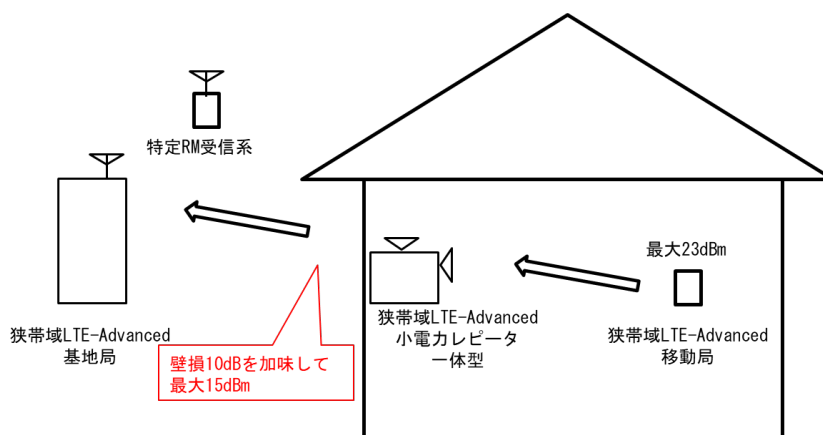 特定RM受信系
最大23dBm
狭帯域LTE-Advanced
基地局
壁損10dBを加味して
最大15dBm
狭帯域LTE-Advanced
小電力レピータ
一体型
狭帯域LTE-Advanced
移動局